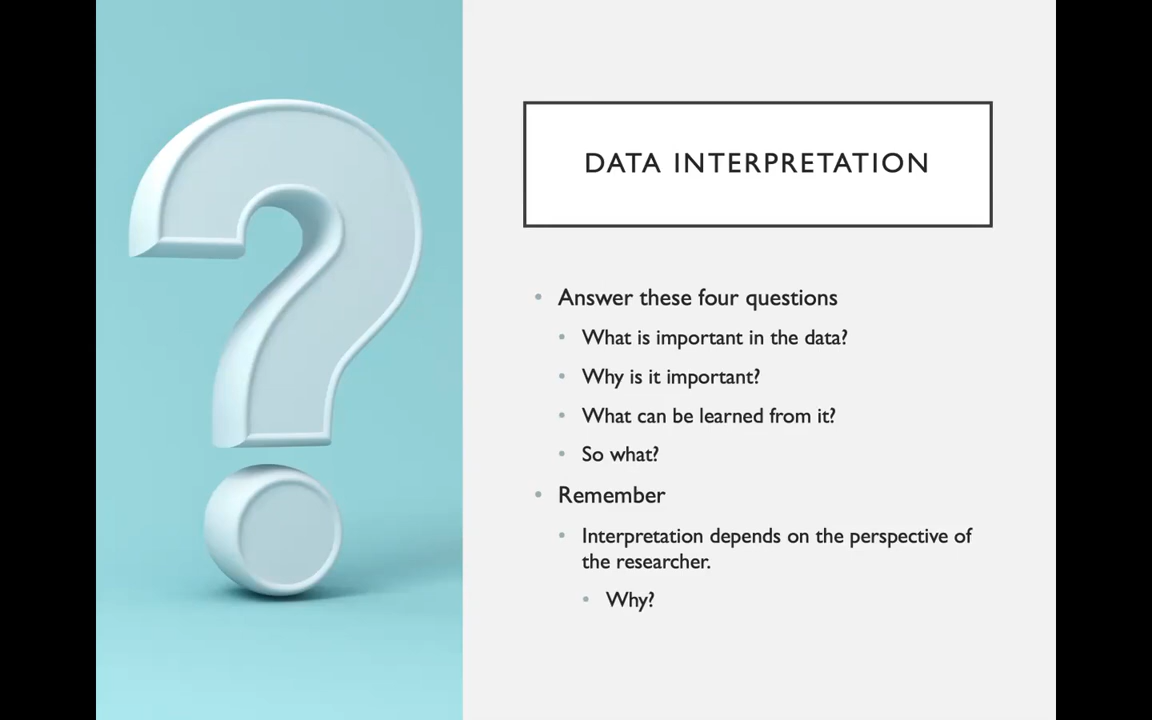 DATA INTERPRETATION
Answer these four questions
What is important in the data?
Why is it important?
What can be learned from it?
So what?
Remember
Interpretation depends on the perspective of
the researcher.
Why?